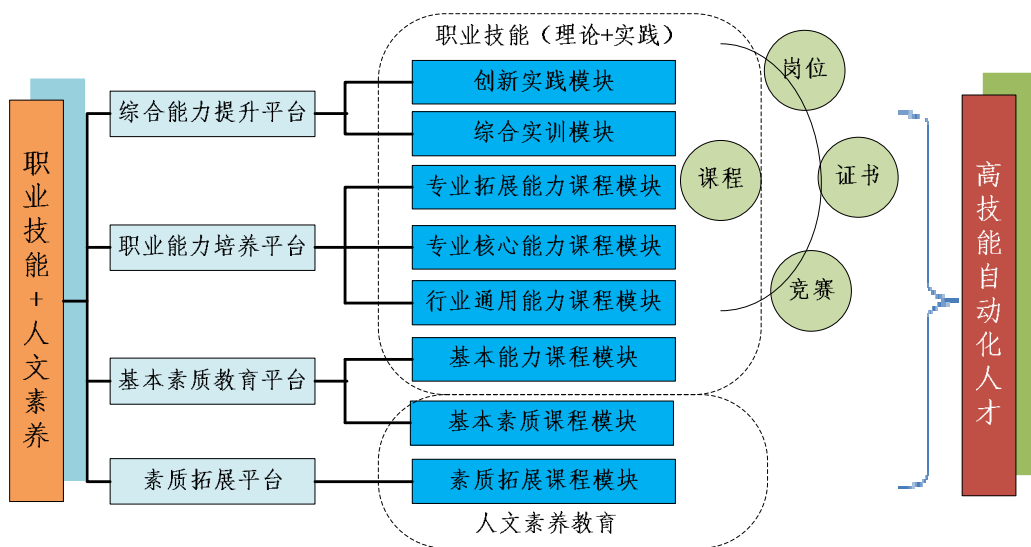 职业技能+人文素养
综合能力提升平台
职业能力培养平台
基本素质教育平台
素质拓展平台
职业技能（理论+实践）
创新实践模块
综合实训模块
专业拓展能力课程模块
专业核心能力课程模块
行业通用能力课程模块
基本能力课程模块
基本素质课程模块
素质拓展课程模块
人文素养教育
岗位
课程
证书
竞赛
高技能自动化人才